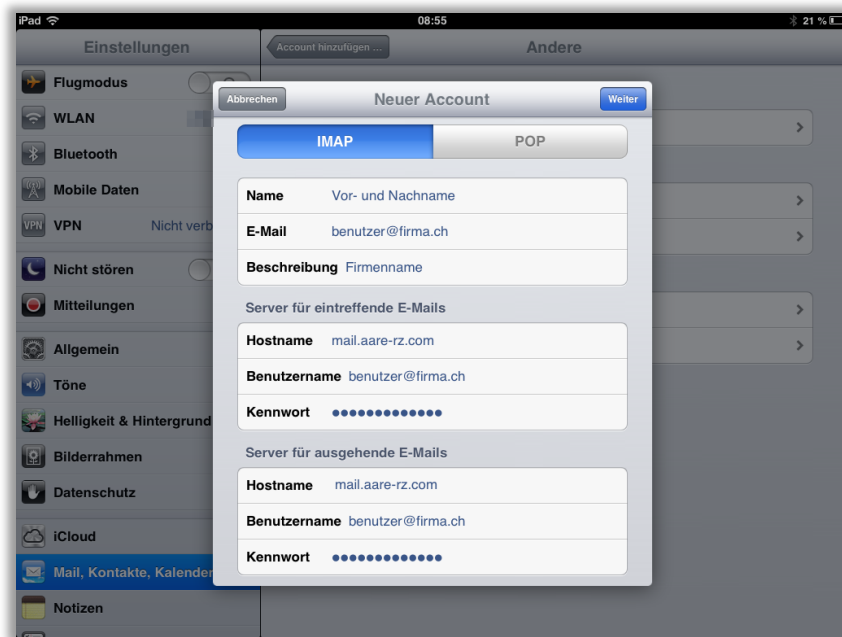 iPad 08:55 21 %
Einstellungen Account hinzufügen ... Andere
Flugmodus
Abbrechen Neuer Account Weiter
WLAN
IMAP POP
Bluetooth
Mobile Daten
Name Vor- und Nachname
VPN VPN Nicht verb
E-Mail benutzer@firma.ch
Beschreibung Firmenname
Nicht stören
Mitteilungen
Server für eintreffende E-Mails
Hostname mail.aare-rz.com
Allgemein
Benutzername benutzer@firma.ch
Töne
Kennwort ●●●●●●●●●●●●●
Helligkeit & Hintergrund
Server für ausgehende E-Mails
Bilderrahmen
Hostname mail.aare-rz.com
Datenschutz
Benutzername benutzer@firma.ch
iCloud
Kennwort ●●●●●●●●●●●●●
Mail, Kontakte, Kalender
Notizen